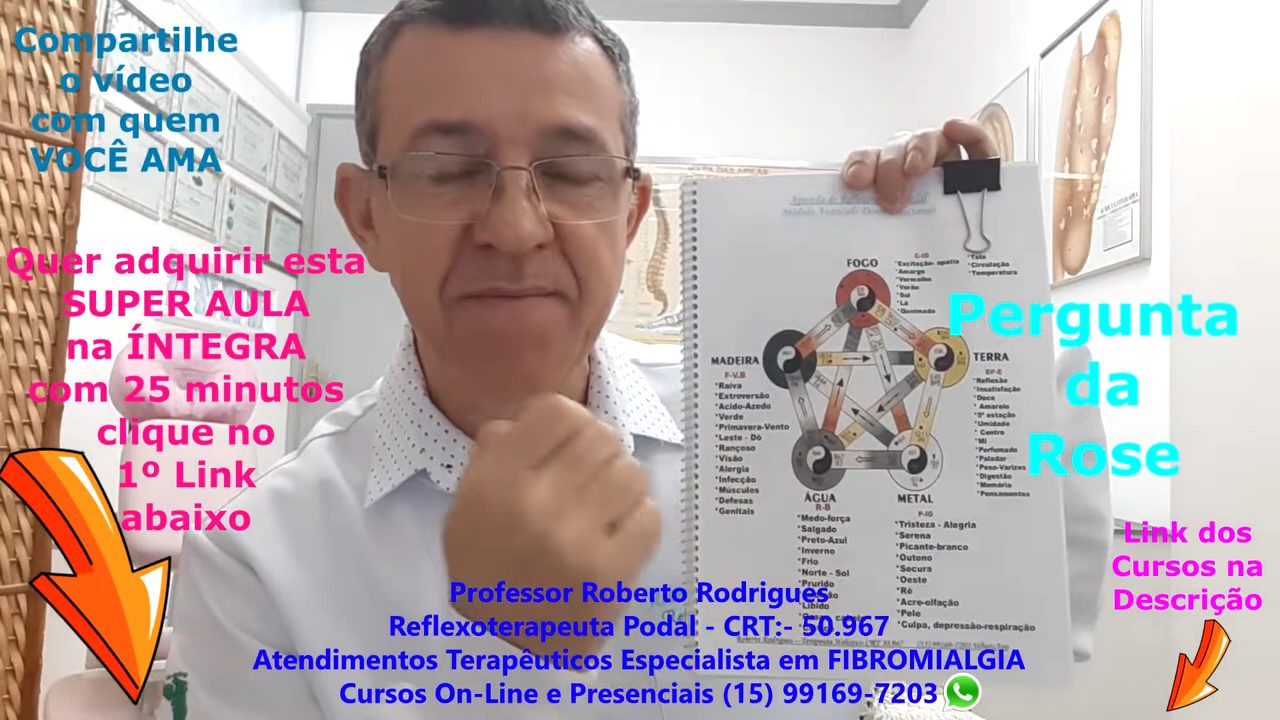 Compartilhe
o vídeo
com quem
VOCÊ AMA
Quer adquirir esta
SUPER AULA
na ÍNTEGRA
com 25 minutos
clique no
1º Link
abaixo
FOGO
*Excitação- apatia
*Amargo
*Vermelho
*Verão
*Sol
*Lá
*Queimado
*Tato
*Circulação
*Temperatura
MADEIRA
F-V.B
*Raiva
*Extroversão
*Acido-Azedo
*Verde
*Primavera-Vento
*Leste - Dó
*Rançoso
*Visão
*Alergia
*Infecção
*Músculos
*Defesas
*Genitais
TERRA
BP-E
*Reflexão
*Insatisfação
*Doce
* Amarelo
*5ª estação
*Umidade
* Centro
*Mi
*Perfumado
*Paladar
*Peso-Varizes
*Digestão
*Memória
*Pensamentos
ÁGUA
R-B
*Medo-força
*Salgado
*Preto-Azul
*Inverno
*Frio
*Norte - Sol
*Prurido
*Libido
METAL
P-IG
*Tristeza - Alegria
*Serena
*Picante-branco
*Outono
*Secura
*Oeste
*Ré
*Acre-olfação
*Pele
*Culpa, depressão-respiração
Pergunta
da
Rose
Link dos
Cursos na
Descrição
Professor Roberto Rodrigues
Reflexoterapeuta Podal - CRT:- 50.967
Atendimentos Terapêuticos Especialista em FIBROMIALGIA
Cursos On-Line e Presenciais (15) 99169-7203